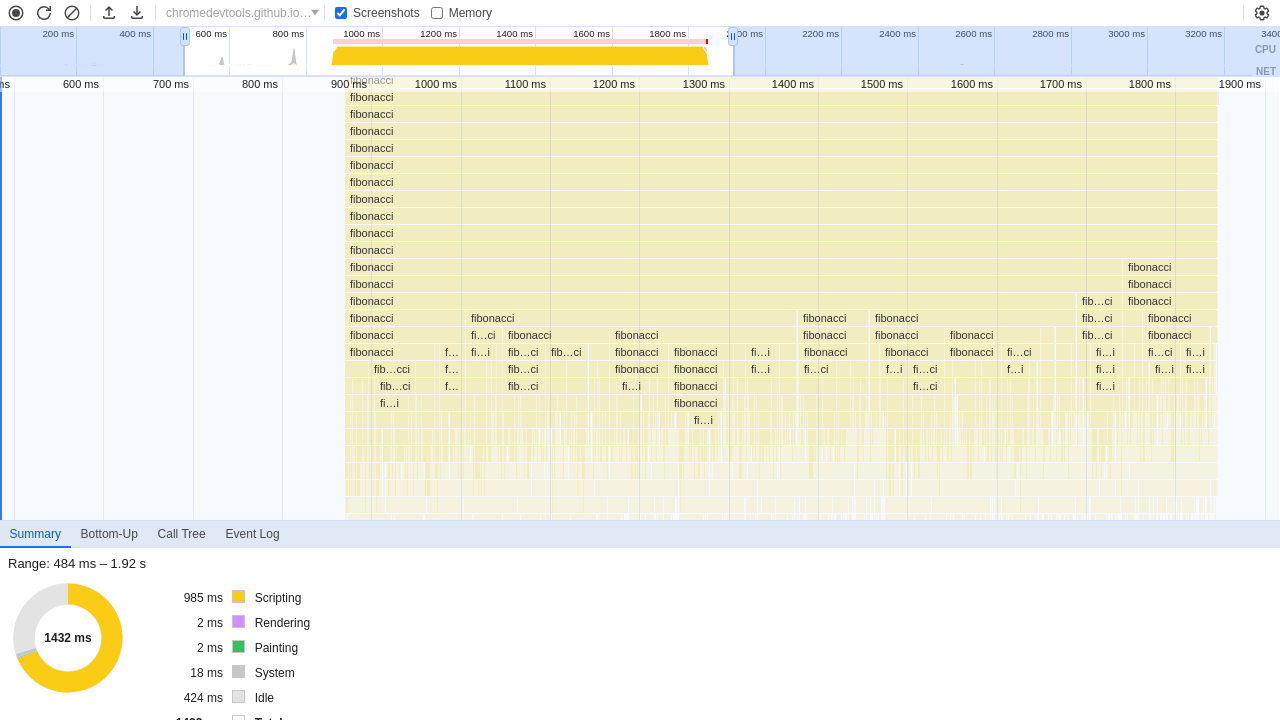 chromedevtools.github.io… Screenshots Memory
200 ms 400 ms 600 ms 800 ms 1000 ms 1200 ms 1400 ms 1600 ms 1800 ms 2200 ms 2400 ms 2600 ms 2800 ms 3000 ms 3200 ms
CPU
NET
fibonacci
ms 600 ms 700 ms 800 ms 900 ms 1000 ms 1100 ms 1200 ms 1300 ms 1400 ms 1500 ms 1600 ms 1700 ms 1800 ms 1900 ms
fibonacci
fibonacci
fibonacci
fibonacci
fibonacci
fibonacci
fibonacci
fibonacci
fibonacci
fibonacci
fibonacci fibonacci
fibonacci fibonacci
fibonacci fib…ci fibonacci
fibonacci fibonacci fibonacci fibonacci fib…ci fibonacci
fibonacci fi…ci fibonacci fibonacci fibonacci fibonacci fibonacci fib…ci fibonacci
fibonacci f… fi…i fib…ci fib…ci fibonacci fibonacci fi…i fibonacci fibonacci fibonacci fi…ci fi…i fi…ci fi…i
fib…cci f… fib…ci fibonacci fibonacci fi…i fi…ci f…i fi…ci f…i fi…i fi…i fi…i
fib…ci f… fib…ci fi…i fibonacci fi…ci fi…i
fi…i fibonacci
fi…i
Summary Bottom-Up Call Tree Event Log
Range: 484 ms – 1.92 s
1432 ms
985 ms Scripting
2 ms Rendering
2 ms Painting
18 ms System
424 ms Idle